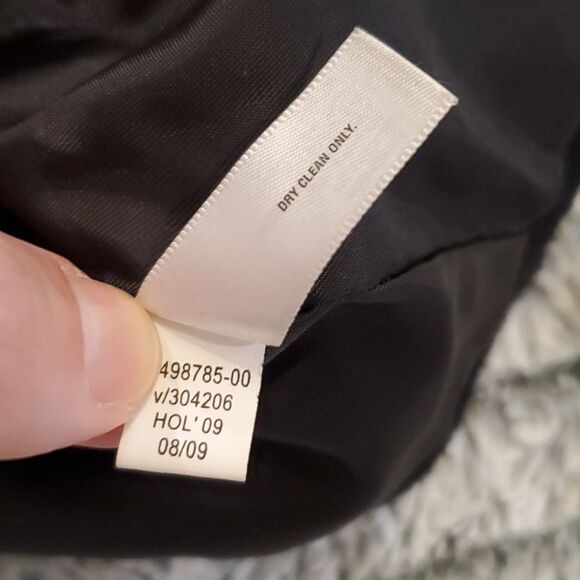 DRY CLEAN ONLY.
498785-00
v/304206
HOL' 09
08/09